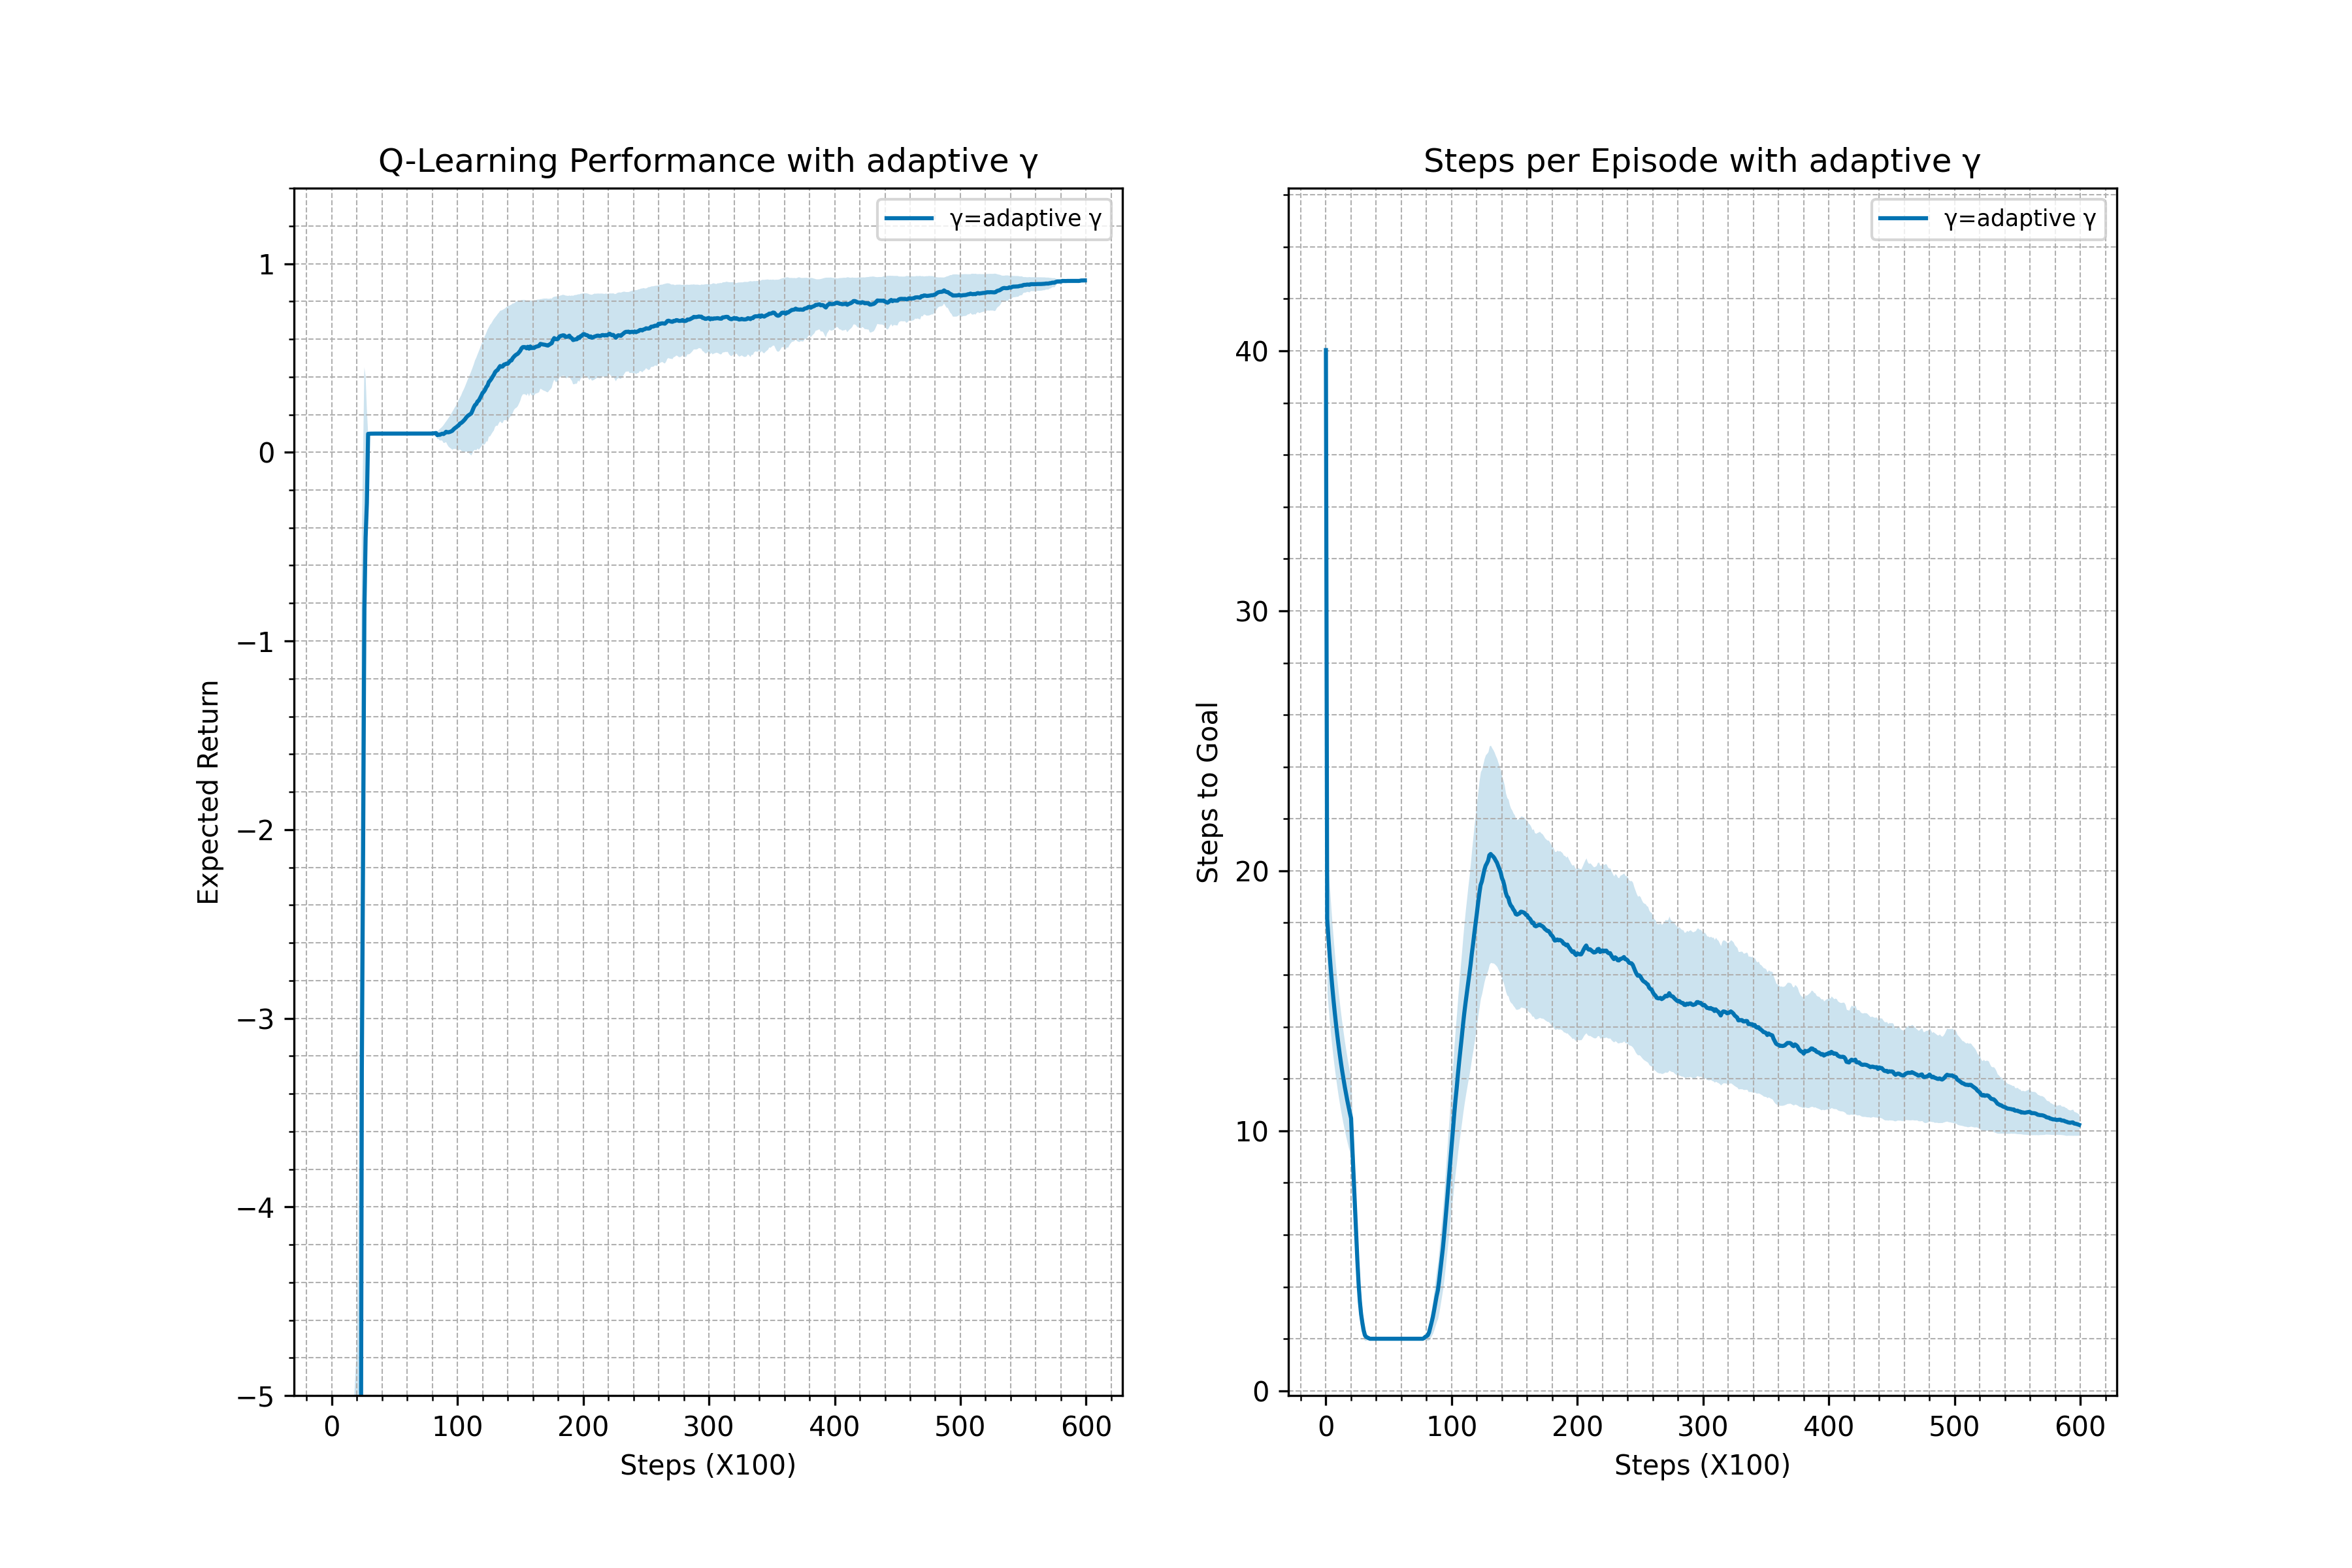 Q-Learning Performance with adaptive γ
γ=adaptive γ
1
0
−1
−2
−3
−4
−5
Expected Return
0 100 200 300 400 500 600
Steps (X100)
Steps per Episode with adaptive γ
γ=adaptive γ
40
30
20
10
0
Steps to Goal
0 100 200 300 400 500 600
Steps (X100)